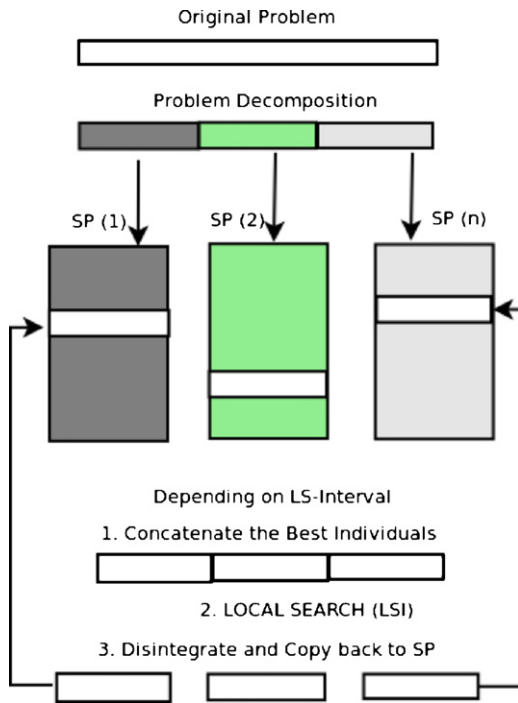 Original Problem
Problem Decomposition
SP (1)
SP (2)
SP (n)
Depending on LS-Interval
1. Concatenate the Best Individuals
2. LOCAL SEARCH (LSI)
3. Disintegrate and Copy back to SP